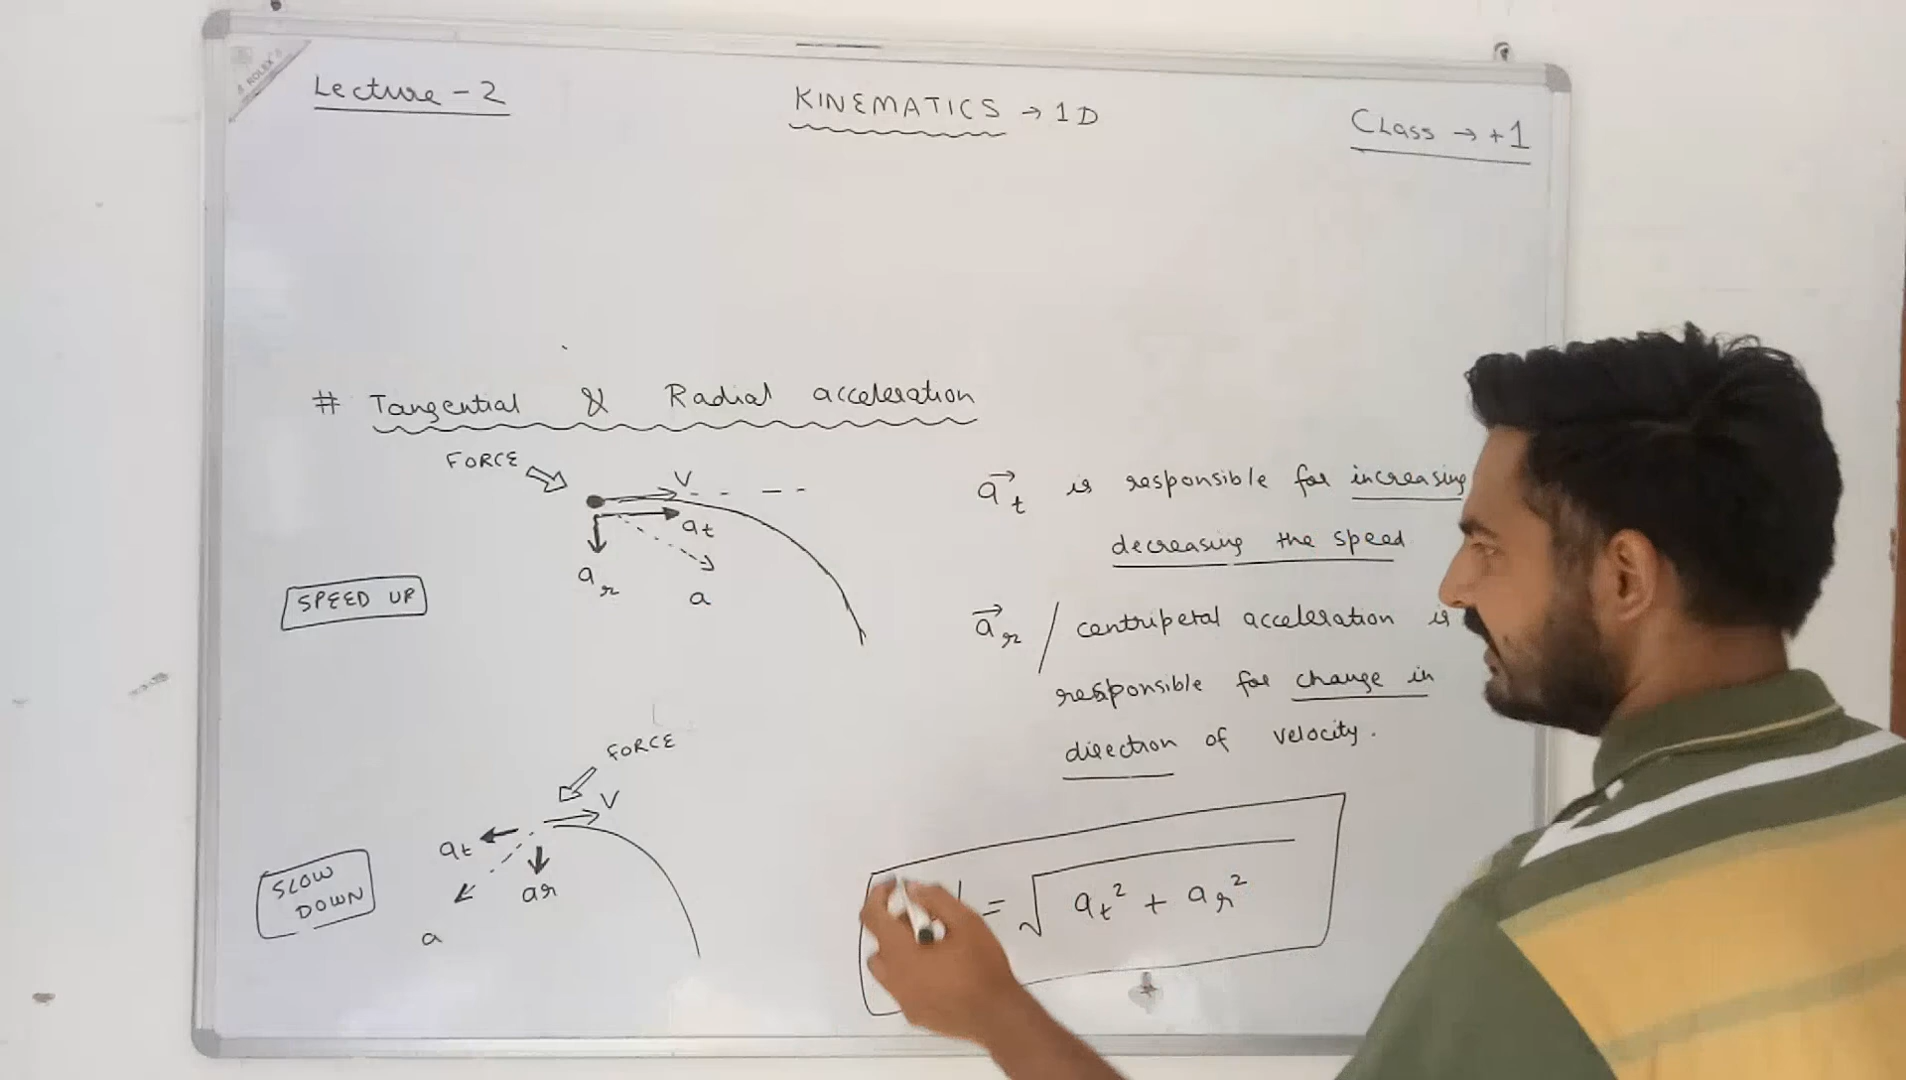 ROLEX
Lecture - 2
KINEMATICS → 1D
Class → +1
# Tangential & Radial acceleration
FORCE
V
at
ar
a
SPEED UP
FORCE
V
at
ar
a
SLOW
DOWN
a⃗t is responsible for increasing
decreasing the speed
a⃗r / centripetal acceleration is
responsible for change in
direction of velocity.
= √ at² + ar²